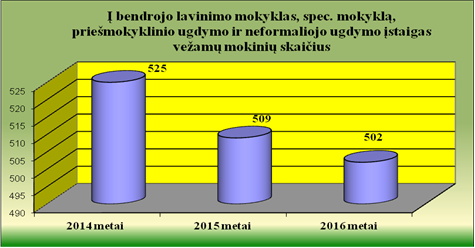 Į bendrojo lavinimo mokyklas, spec. mokyklą,
priešmokyklinio ugdymo ir neformaliojo ugdymo įstaigas
vežamų mokinių skaičius
525
509
502
525
520
515
510
505
500
495
490
2014 metai
2015 metai
2016 metai